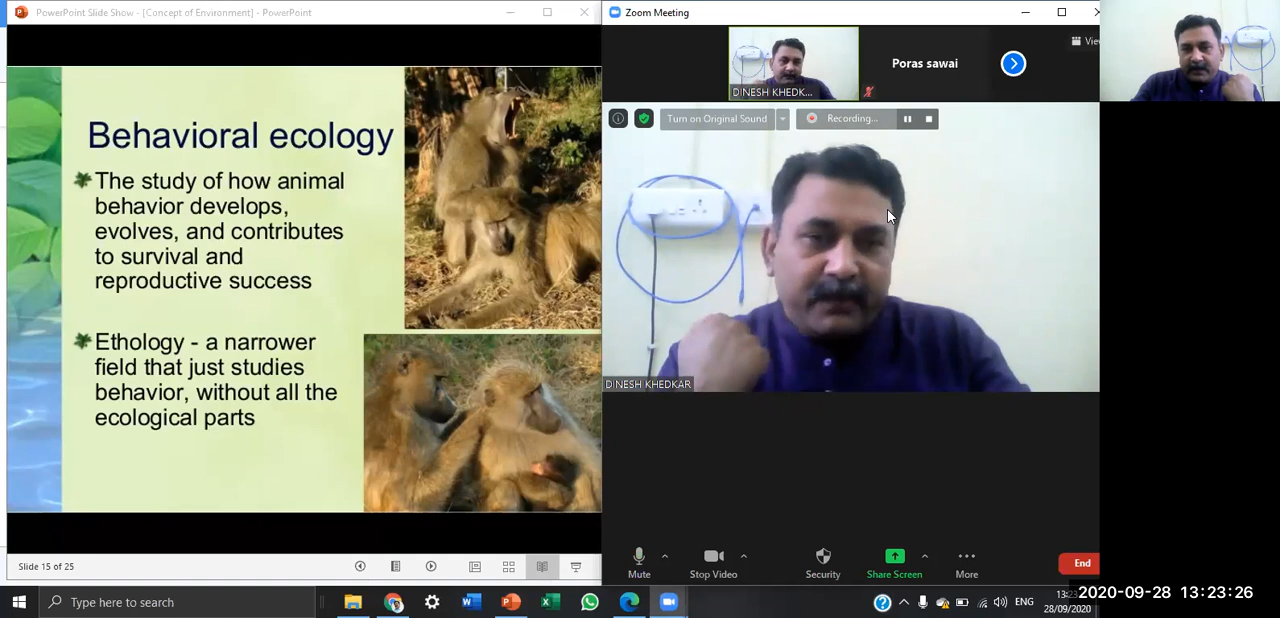 PowerPoint Slide Show - [Concept of Environment] - PowerPoint
Behavioral ecology
The study of how animal
behavior develops,
evolves, and contributes
to survival and
reproductive success
Ethology - a narrower
field that just studies
behavior, without all the
ecological parts
Slide 15 of 25
Zoom Meeting
DINESH KHEDK...
Poras sawai
Turn on Original Sound
Recording...
DINESH KHEDKAR
Mute
Stop Video
Security
Share Screen
More
End
Type here to search
ENG
28/09/2020
2020-09-28 13:23:26